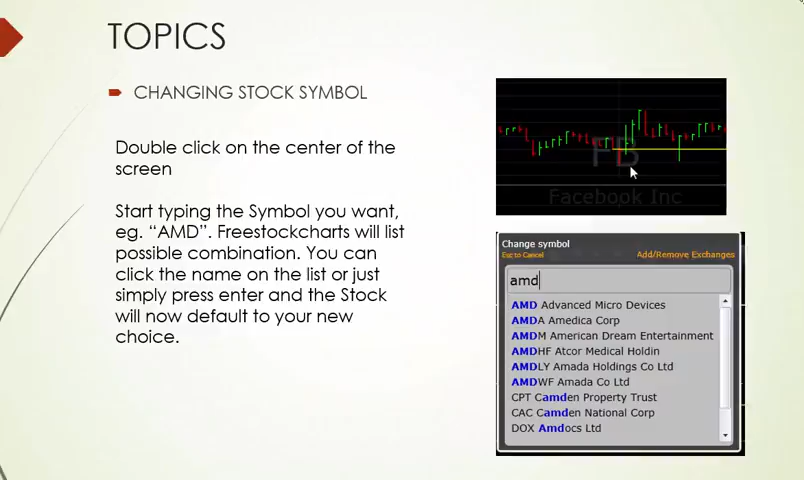 TOPICS
CHANGING STOCK SYMBOL
Double click on the center of the
screen
Start typing the Symbol you want,
eg. “AMD”. Freestockcharts will list
possible combination. You can
click the name on the list or just
simply press enter and the Stock
will now default to your new
choice.
FB
Facebook Inc
Change symbol
Esc to Cancel
Add/Remove Exchanges
amd
AMD Advanced Micro Devices
AMDA Amedica Corp
AMDM American Dream Entertainment
AMDHF Atcor Medical Holdin
AMDLY Amada Holdings Co Ltd
AMDWF Amada Co Ltd
CPT Camden Property Trust
CAC Camden National Corp
DOX Amdocs Ltd